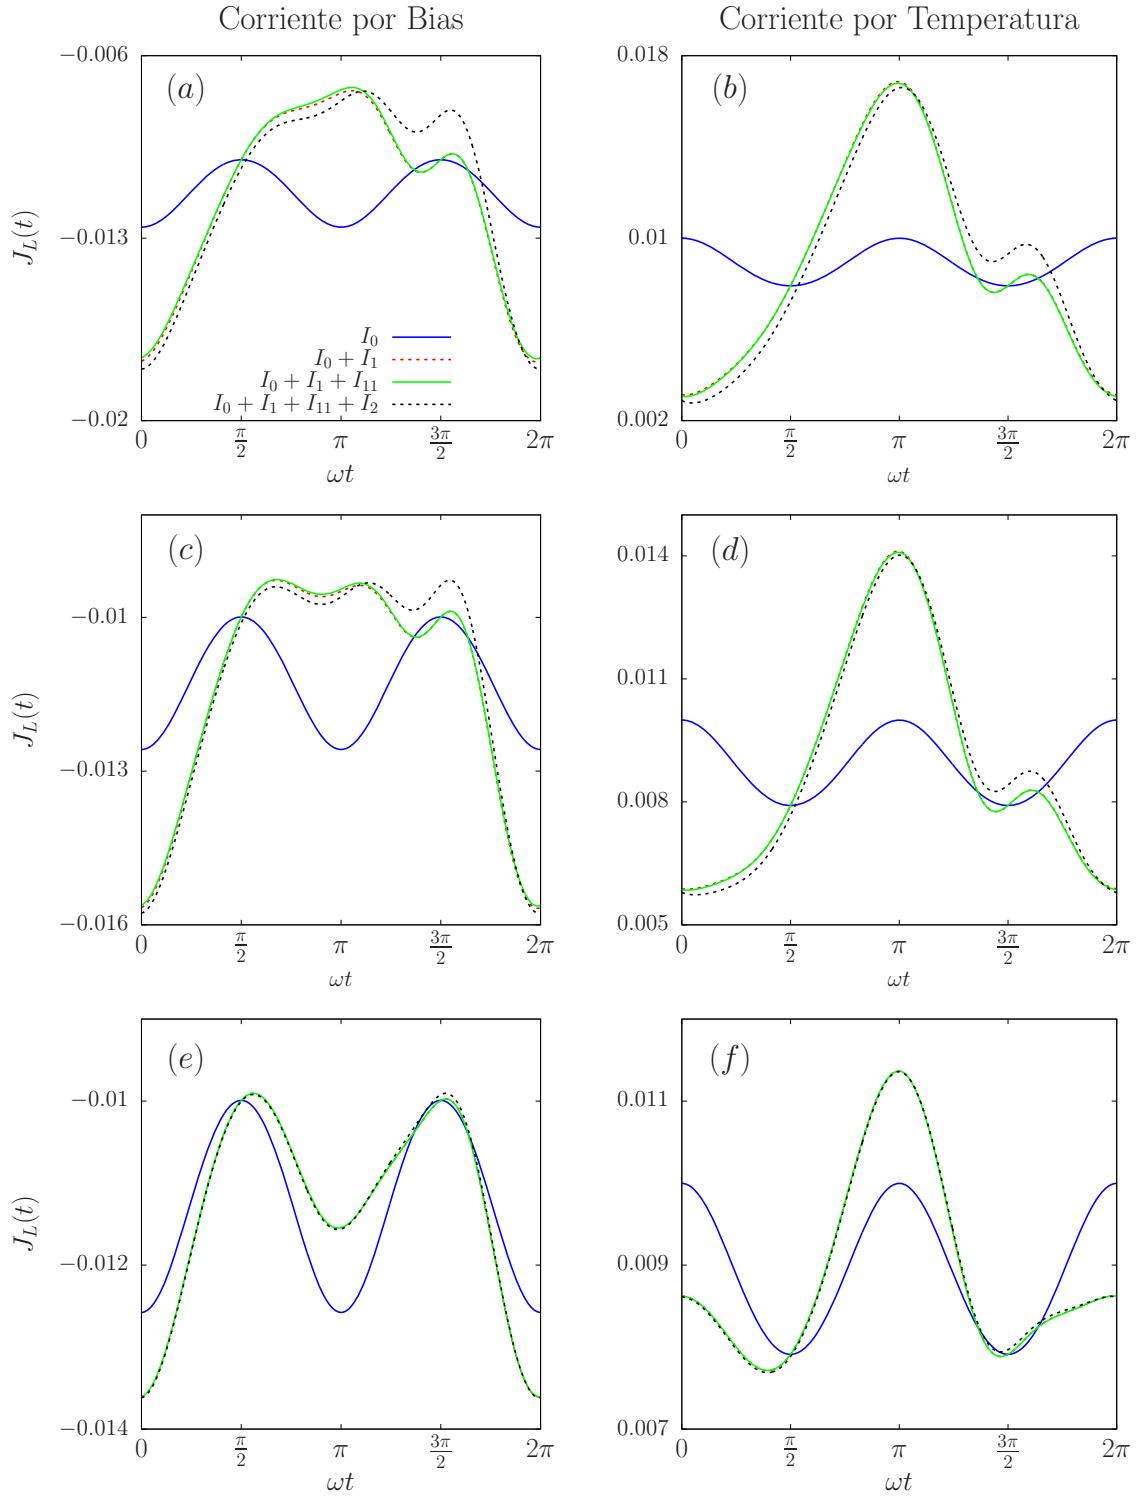 Corriente por Bias
Corriente por Temperatura
−0.006
−0.013
−0.02
J_L(t)
(a)
I_0
I_0 + I_1
I_0 + I_1 + I_11
I_0 + I_1 + I_11 + I_2
0 π/2 π 3π/2 2π
ωt
0.018
0.01
0.002
(b)
0 π/2 π 3π/2 2π
ωt
−0.01
−0.013
−0.016
J_L(t)
(c)
0 π/2 π 3π/2 2π
ωt
0.014
0.011
0.008
0.005
(d)
0 π/2 π 3π/2 2π
ωt
−0.01
−0.012
−0.014
J_L(t)
(e)
0 π/2 π 3π/2 2π
ωt
0.011
0.009
0.007
(f)
0 π/2 π 3π/2 2π
ωt